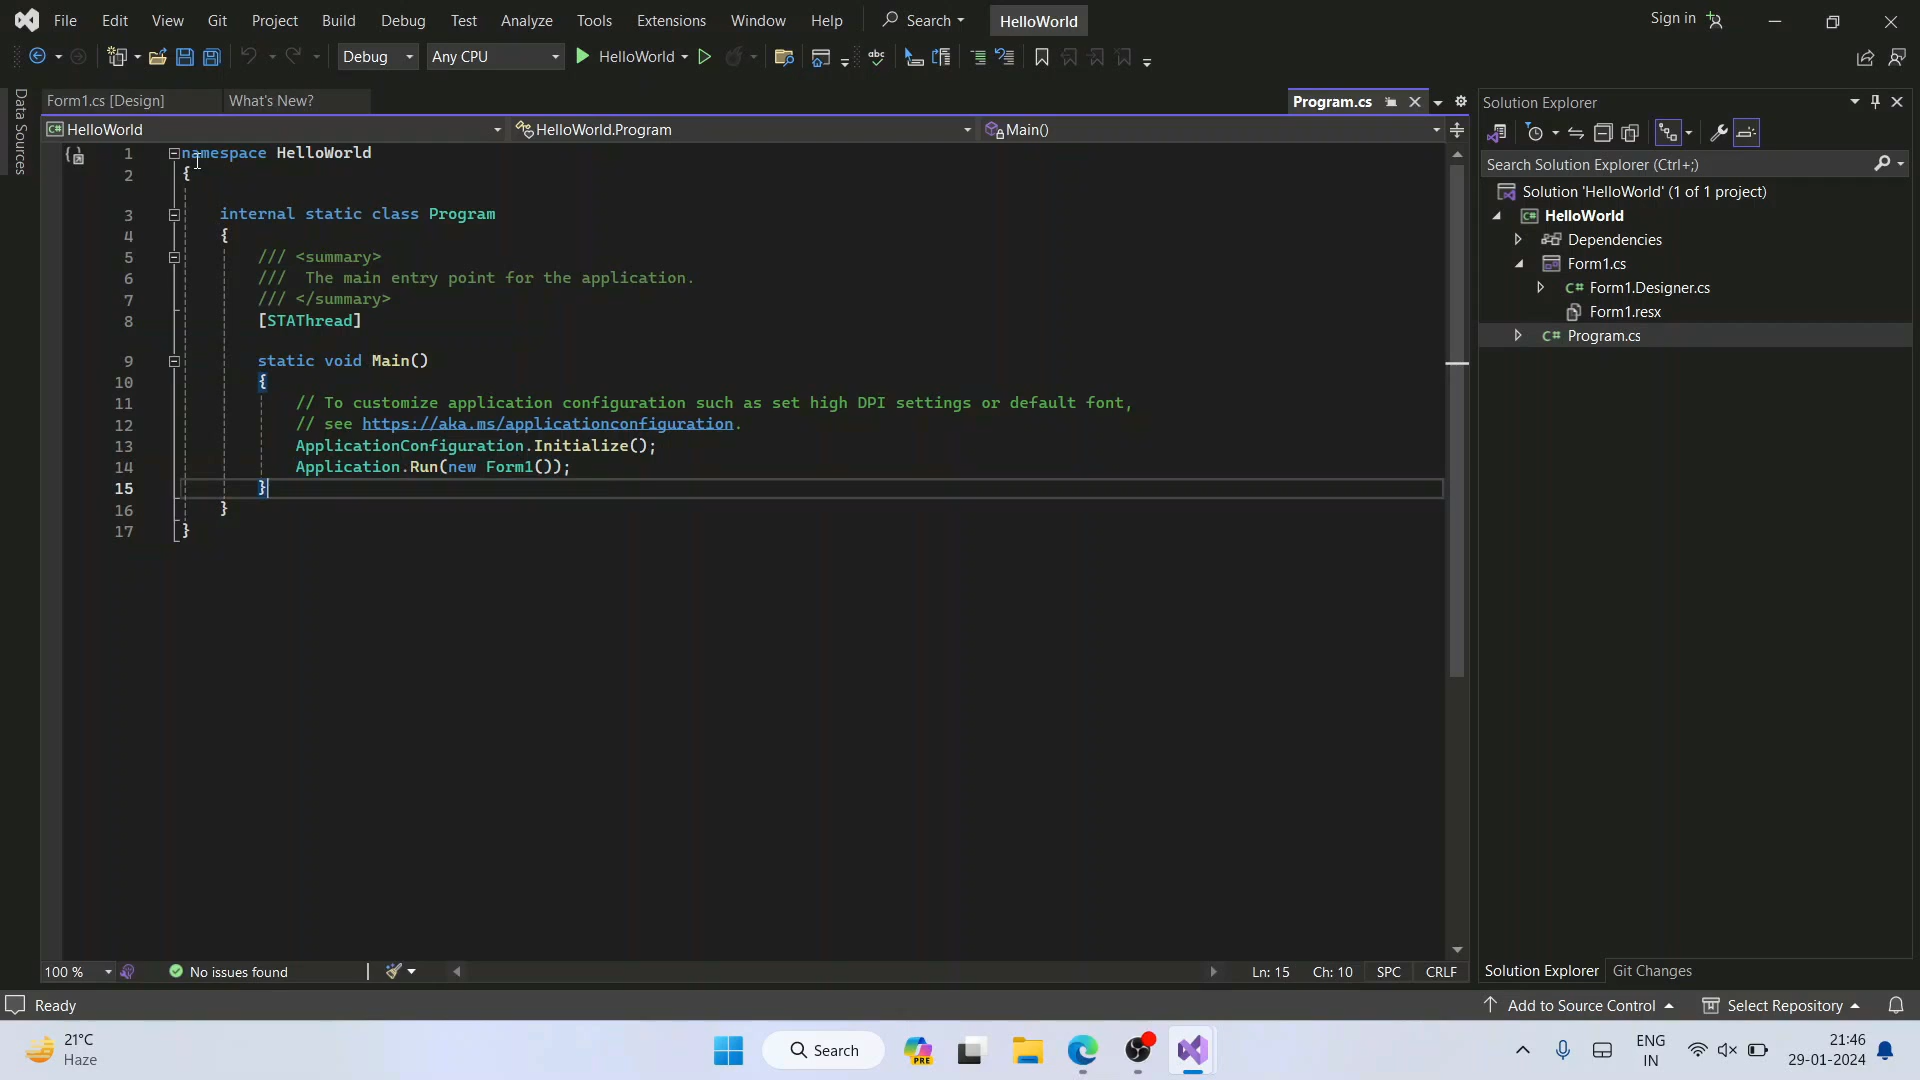 File Edit View Git Project Build Debug Test Analyze Tools Extensions Window Help Search HelloWorld Sign in
Debug Any CPU HelloWorld
Data Sources
Form1.cs [Design] What's New? Program.cs
HelloWorld HelloWorld.Program Main()
1 namespace HelloWorld
2 {
3 internal static class Program
4 {
5 /// <summary>
6 ///  The main entry point for the application.
7 /// </summary>
8 [STAThread]
9 static void Main()
10 {
11 // To customize application configuration such as set high DPI settings or default font,
12 // see https://aka.ms/applicationconfiguration.
13 ApplicationConfiguration.Initialize();
14 Application.Run(new Form1());
15 }
16 }
17 }
100 % No issues found Ln: 15 Ch: 10 SPC CRLF
Solution Explorer
Search Solution Explorer (Ctrl+;)
Solution 'HelloWorld' (1 of 1 project)
C# HelloWorld
Dependencies
Form1.cs
C# Form1.Designer.cs
Form1.resx
C# Program.cs
Solution Explorer Git Changes
Ready Add to Source Control Select Repository
21°C
Haze
Search
PRE
ENG
IN
21:46
29-01-2024